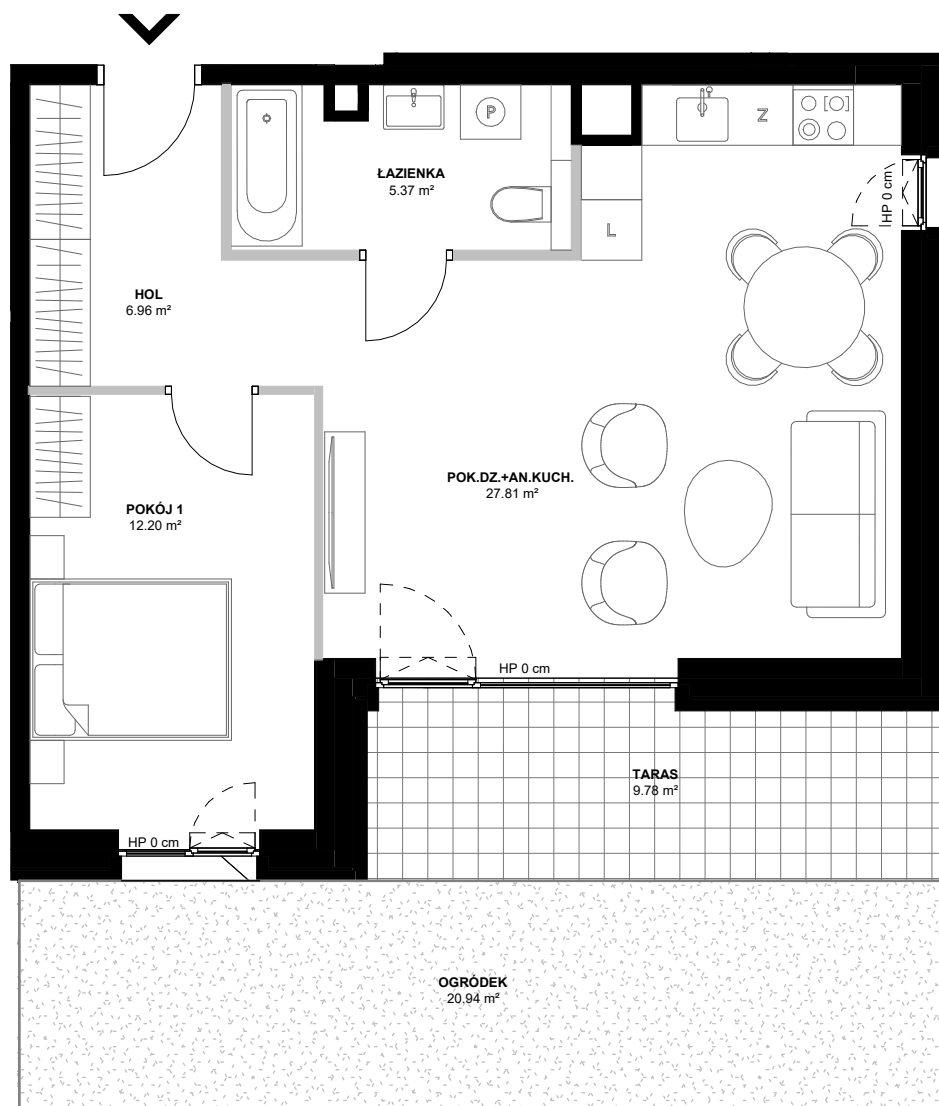 P
Z
ŁAZIENKA
5.37 m²
HP 0 cm
L
HOL
6.96 m²
POK.DZ.+AN.KUCH.
27.81 m²
POKÓJ 1
12.20 m²
HP 0 cm
TARAS
9.78 m²
HP 0 cm
OGRÓDEK
20.94 m²